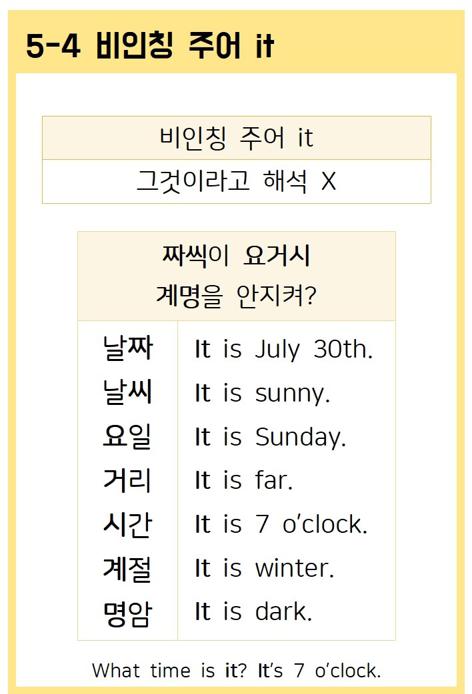 5-4 비인칭 주어 it
비인칭 주어 it
그것이라고 해석 X
짜씩이 요거시
계명을 안지켜?
날짜 It is July 30th.
날씨 It is sunny.
요일 It is Sunday.
거리 It is far.
시간 It is 7 o'clock.
계절 It is winter.
명암 It is dark.
What time is it? It's 7 o'clock.